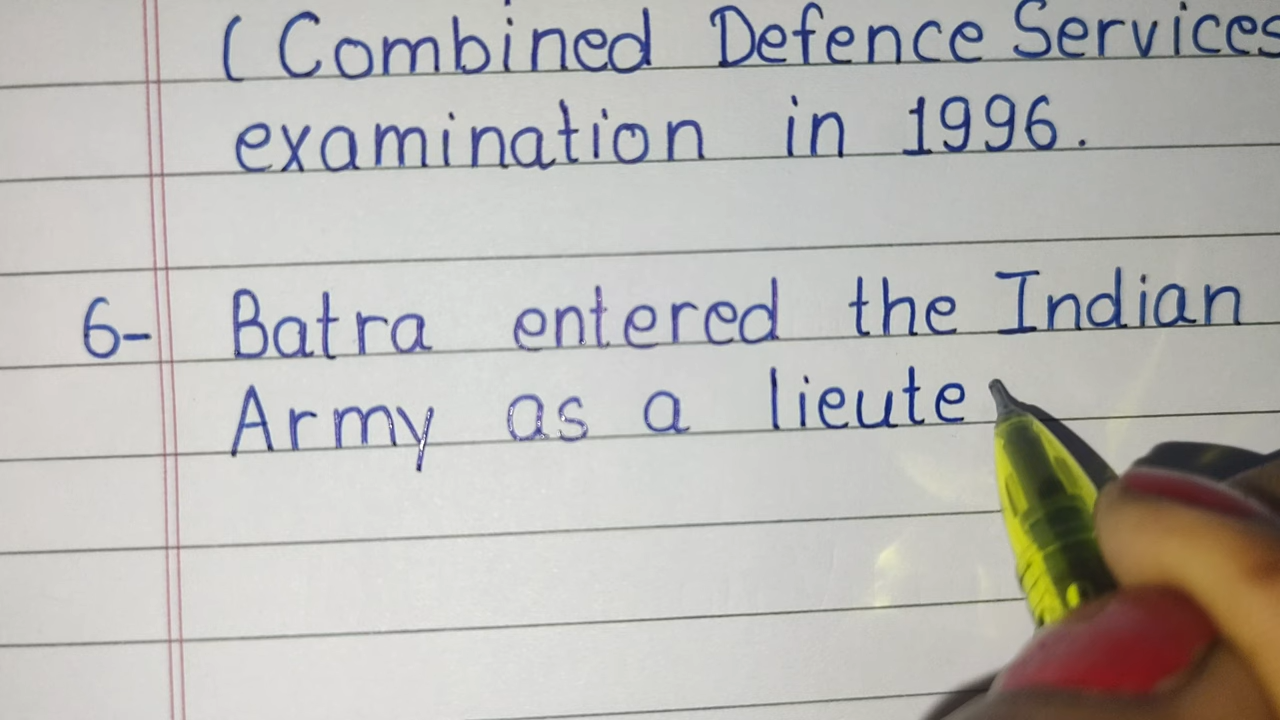 ( Combined Defence Services
examination in 1996.
6- Batra entered the Indian
Army as a lieute